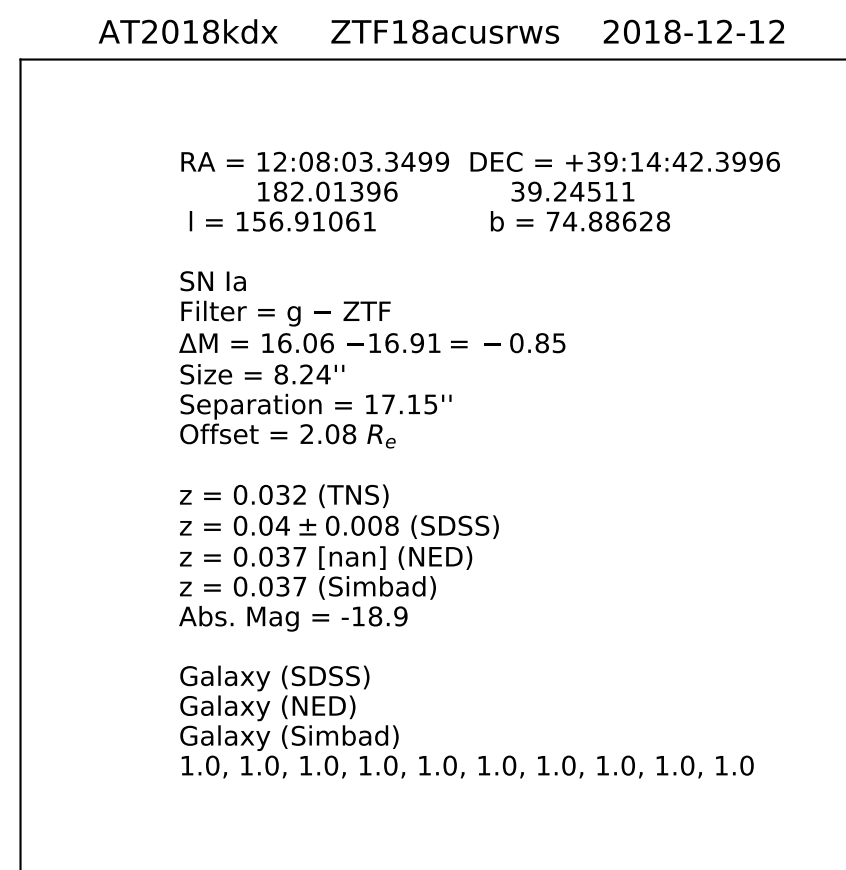 AT2018kdx ZTF18acusrws 2018-12-12
RA = 12:08:03.3499 DEC = +39:14:42.3996
182.01396 39.24511
l = 156.91061 b = 74.88628
SN Ia
Filter = g − ZTF
ΔM = 16.06 −16.91 = −0.85
Size = 8.24''
Separation = 17.15''
Offset = 2.08 Rₑ
z = 0.032 (TNS)
z = 0.04 ± 0.008 (SDSS)
z = 0.037 [nan] (NED)
z = 0.037 (Simbad)
Abs. Mag = -18.9
Galaxy (SDSS)
Galaxy (NED)
Galaxy (Simbad)
1.0, 1.0, 1.0, 1.0, 1.0, 1.0, 1.0, 1.0, 1.0, 1.0